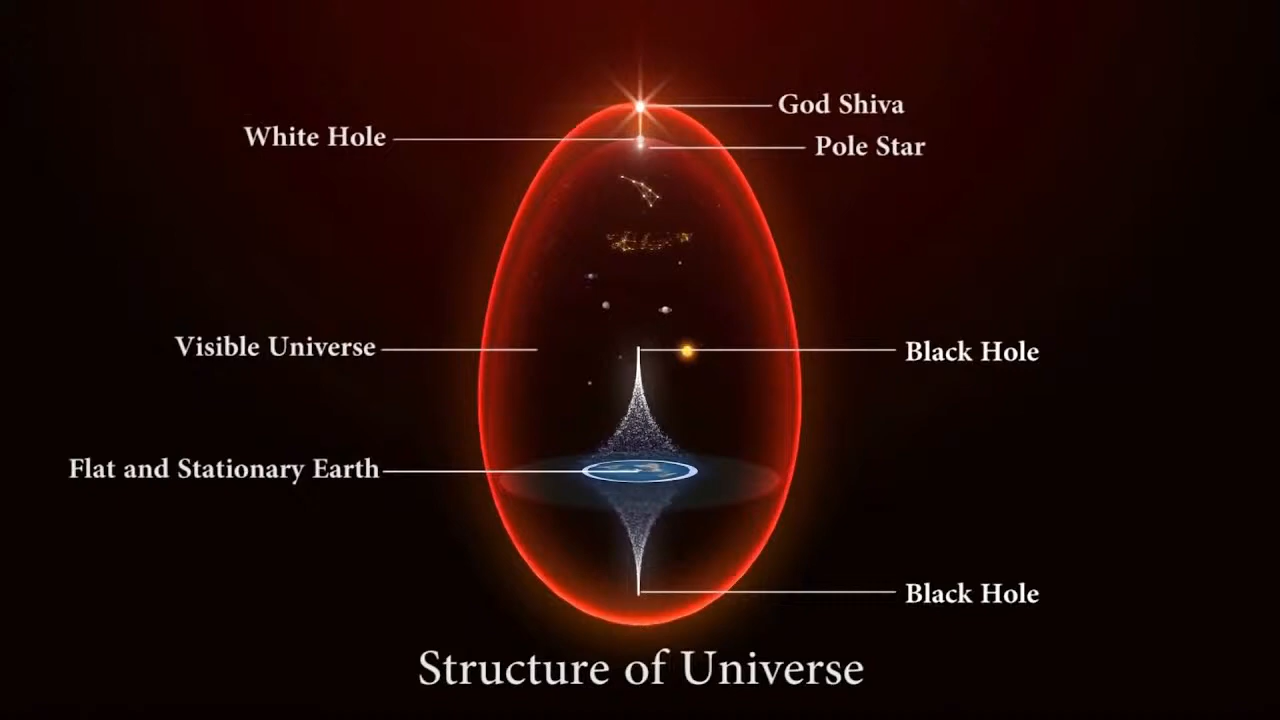 God Shiva
White Hole
Pole Star
Visible Universe
Black Hole
Flat and Stationary Earth
Black Hole
Structure of Universe